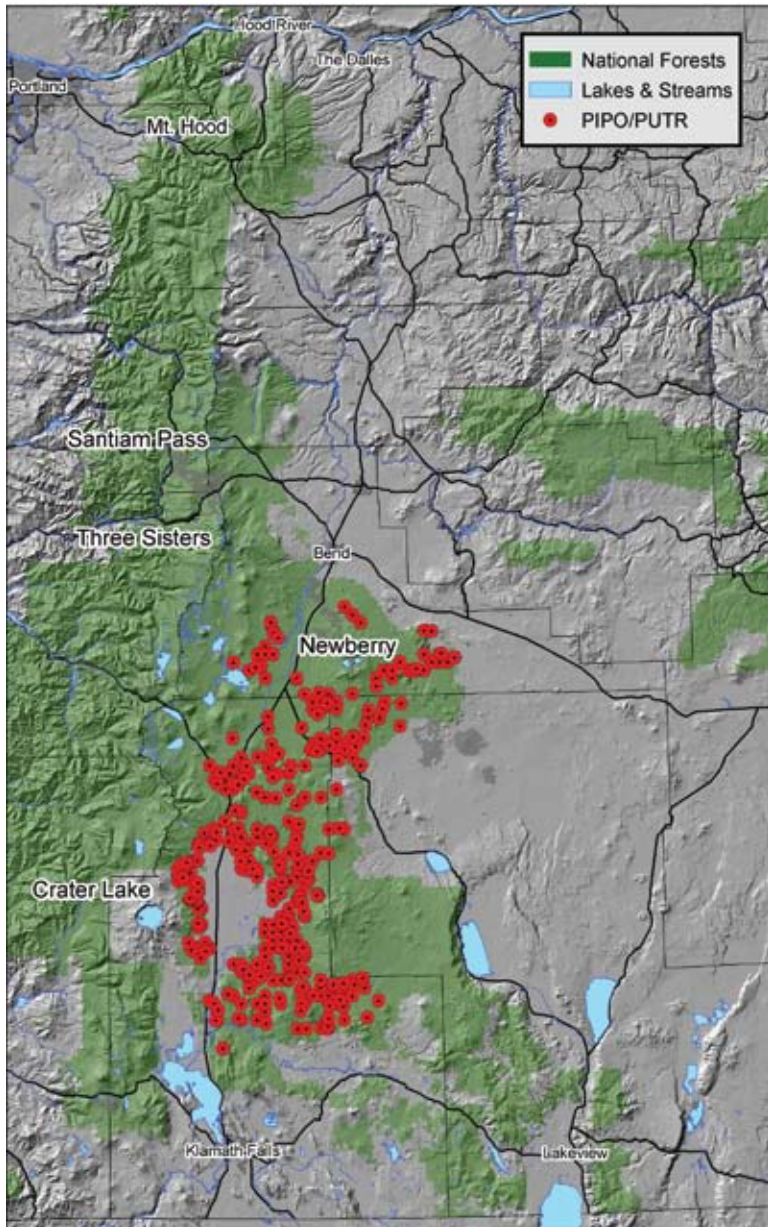 Hood River
The Dalles
Portland
Mt. Hood
National Forests
Lakes & Streams
PIPO/PUTR
Santiam Pass
Three Sisters
Bend
Newberry
Crater Lake
Klamath Falls
Lakeview